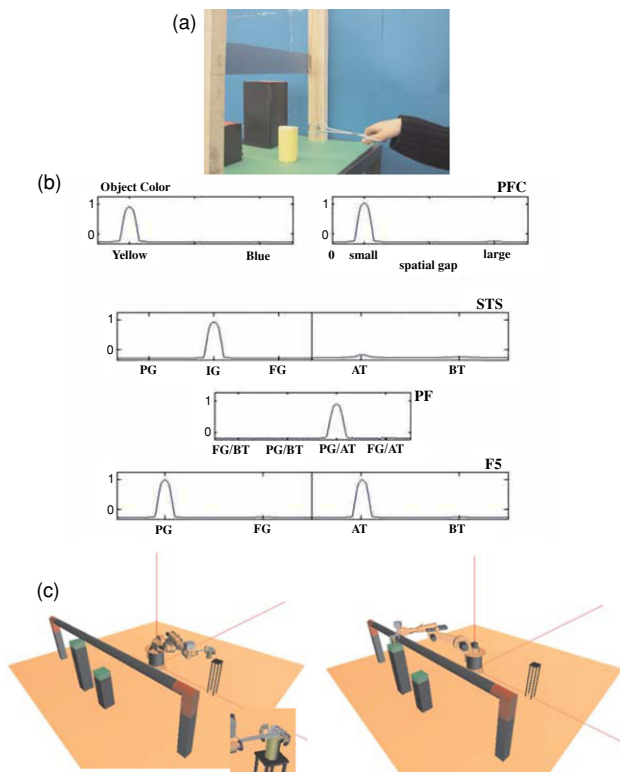 (a)
(b)
Object Color PFC
1 1
0 0
Yellow Blue 0 small large
spatial gap
STS
1
0
PG IG FG AT BT
PF
1
0
FG/BT PG/BT PG/AT FG/AT
F5
1
0
PG FG AT BT
(c)